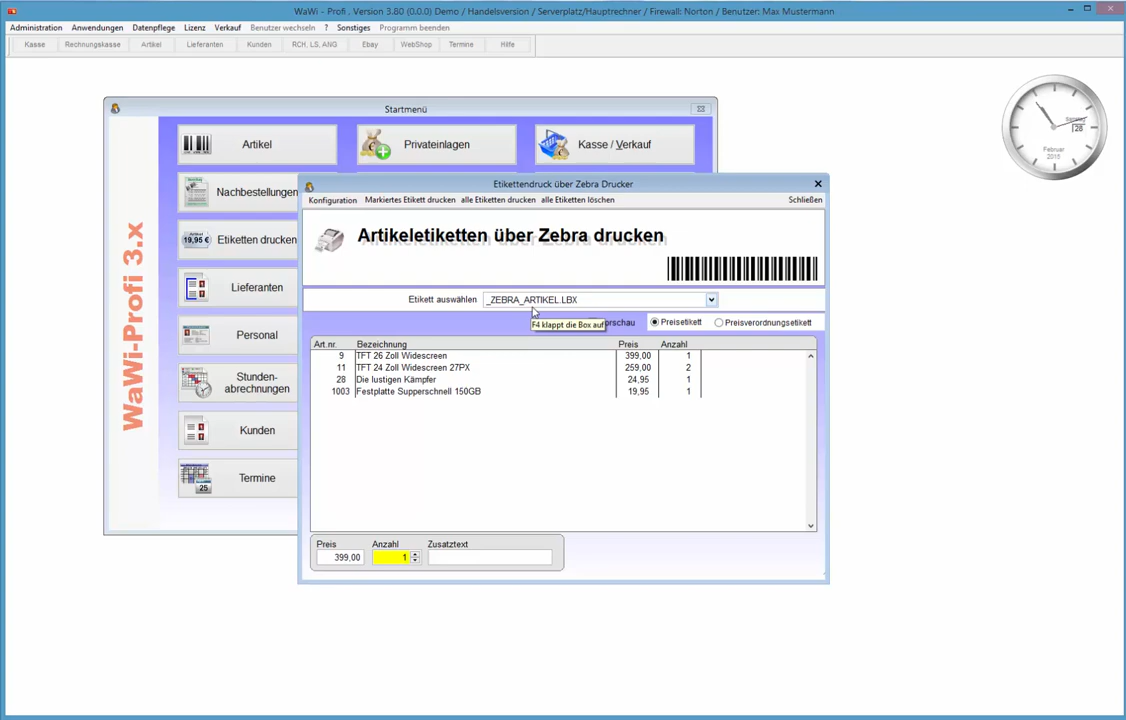 WaWi - Profi . Version 3.80 (0.0.0) Demo / Handelsversion / Serverplatz/Hauptrechner / Firewall: Norton / Benutzer: Max Mustermann
Administration Anwendungen Datenpflege Lizenz Verkauf Benutzer wechseln ? Sonstiges Programm beenden
Kasse Rechnungskasse Artikel Lieferanten Kunden RCH, LS, ANG Ebay WebShop Termine Hilfe
Startmenü
WaWi-Profi 3.x
Artikel
Privateinlagen
Kasse / Verkauf
Nachbestellungen
19,95 €
Etiketten drucken
Lieferanten
Personal
Stunden-
abrechnungen
Kunden
25
Termine
Etikettendruck über Zebra Drucker
Konfiguration Markiertes Etikett drucken alle Etiketten drucken alle Etiketten löschen Schließen
Artikeletiketten über Zebra drucken
Etikett auswählen _ZEBRA_ARTIKEL.LBX
F4 klappt die Box auf
orschau Preisetikett Preisverordnungsetikett
Art.nr. Bezeichnung Preis Anzahl
9 TFT 26 Zoll Widescreen 399,00 1
11 TFT 24 Zoll Widescreen 27PX 259,00 2
28 Die lustigen Kämpfer 24,95 1
1003 Festplatte Supperschnell 150GB 19,95 1
Preis Anzahl Zusatztext
399,00 1
28
Februar
2015